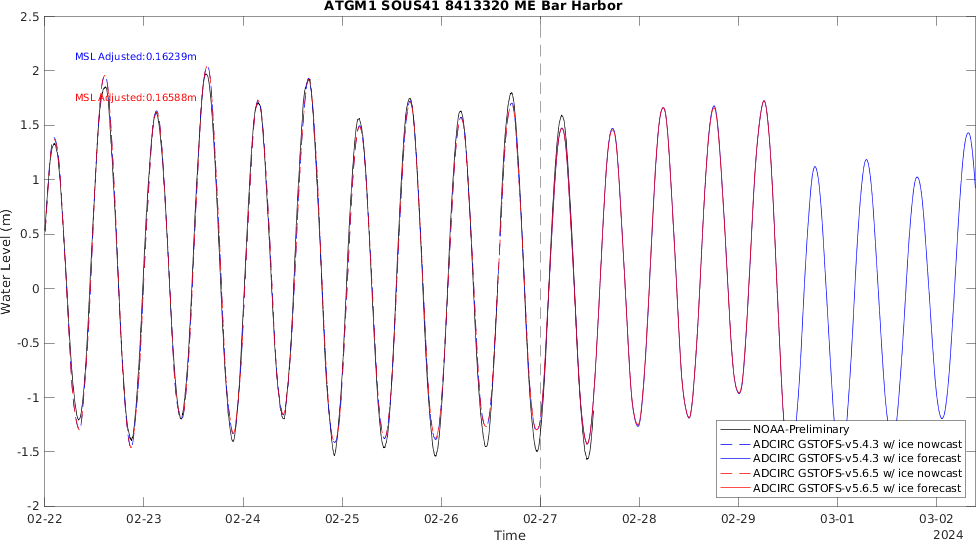 ATGM1 SOUS41 8413320 ME Bar Harbor
2.5
2
1.5
1
0.5
0
-0.5
-1
-1.5
-2
Water Level (m)
MSL Adjusted:0.16239m
MSL Adjusted:0.16588m
NOAA-Preliminary
ADCIRC GSTOFS-v5.4.3 w/ ice nowcast
ADCIRC GSTOFS-v5.4.3 w/ ice forecast
ADCIRC GSTOFS-v5.6.5 w/ ice nowcast
ADCIRC GSTOFS-v5.6.5 w/ ice forecast
02-22 02-23 02-24 02-25 02-26 02-27 02-28 02-29 03-01 03-02
Time
2024